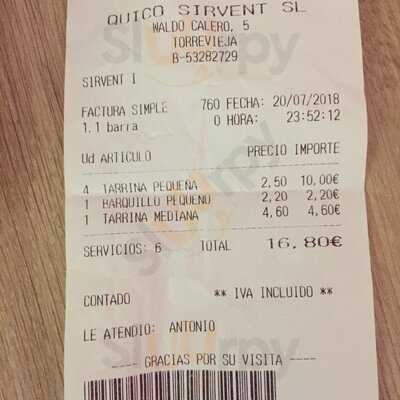 QUICO SIRVENT SL
WALDO CALERO, 5
TORREVIEJA
B-53282729
SIRVENT I
FACTURA SIMPLE 760 FECHA: 20/07/2018
1.1 barra 0 HORA: 23:52:12
Ud ARTICULO PRECIO IMPORTE
4 TARRINA PEQUEÑA 2,50 10,00€
1 BARQUILLO PEQUEÑO 2,20 2,20€
1 TARRINA MEDIANA 4,60 4,60€
SERVICIOS: 6 TOTAL 16,80€
CONTADO ** IVA INCLUIDO **
LE ATENDIO: ANTONIO
---- GRACIAS POR SU VISITA ----
Sluurpy
Sluurpy